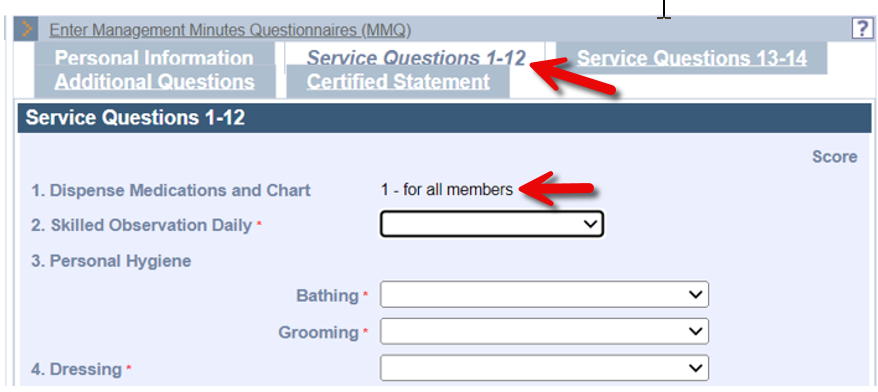 Enter Management Minutes Questionnaires (MMQ) ?
Personal Information Service Questions 1-12 Service Questions 13-14
Additional Questions Certified Statement
Service Questions 1-12
Score
1. Dispense Medications and Chart 1 - for all members
2. Skilled Observation Daily *
3. Personal Hygiene
Bathing *
Grooming *
4. Dressing *